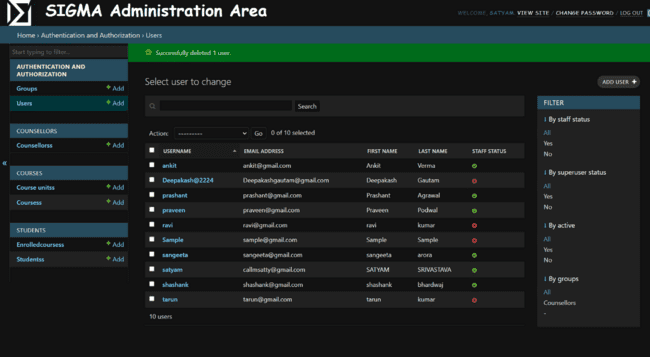 SIGMA Administration Area
WELCOME, SATYAM. VIEW SITE / CHANGE PASSWORD / LOG OUT
Home › Authentication and Authorization › Users
Start typing to filter...
AUTHENTICATION AND AUTHORIZATION
Groups + Add
Users + Add
COUNSELLORS
Counsellorss + Add
COURSES
Course unitss + Add
Coursess + Add
STUDENTS
Enrolledcoursess + Add
Studentss + Add
«
Successfully deleted 1 user.
Select user to change
ADD USER +
Search
Action: --------- Go 0 of 10 selected
USERNAME EMAIL ADDRESS FIRST NAME LAST NAME STAFF STATUS
ankit ankit@gmail.com Ankit Verma
Deepakash@2224 Deepakashgautam@gmail.com Deepakash Gautam
prashant prashant@gmail.com Prashant Agrawal
praveen praveen@gmail.com Praveen Podwal
ravi ravi@gmail.com ravi kumar
Sample sample@gmail.com Sample Sample
sangeeta sangeeta@gmail.com sangeeta arora
satyam callmsatty@gmail.com SATYAM SRIVASTAVA
shashank shashank@gmail.com shashank bhardwaj
tarun tarun@gmail.com tarun kumar
10 users
FILTER
↓ By staff status
All
Yes
No
↓ By superuser status
All
Yes
No
↓ By active
All
Yes
No
↓ By groups
All
Counsellors
-